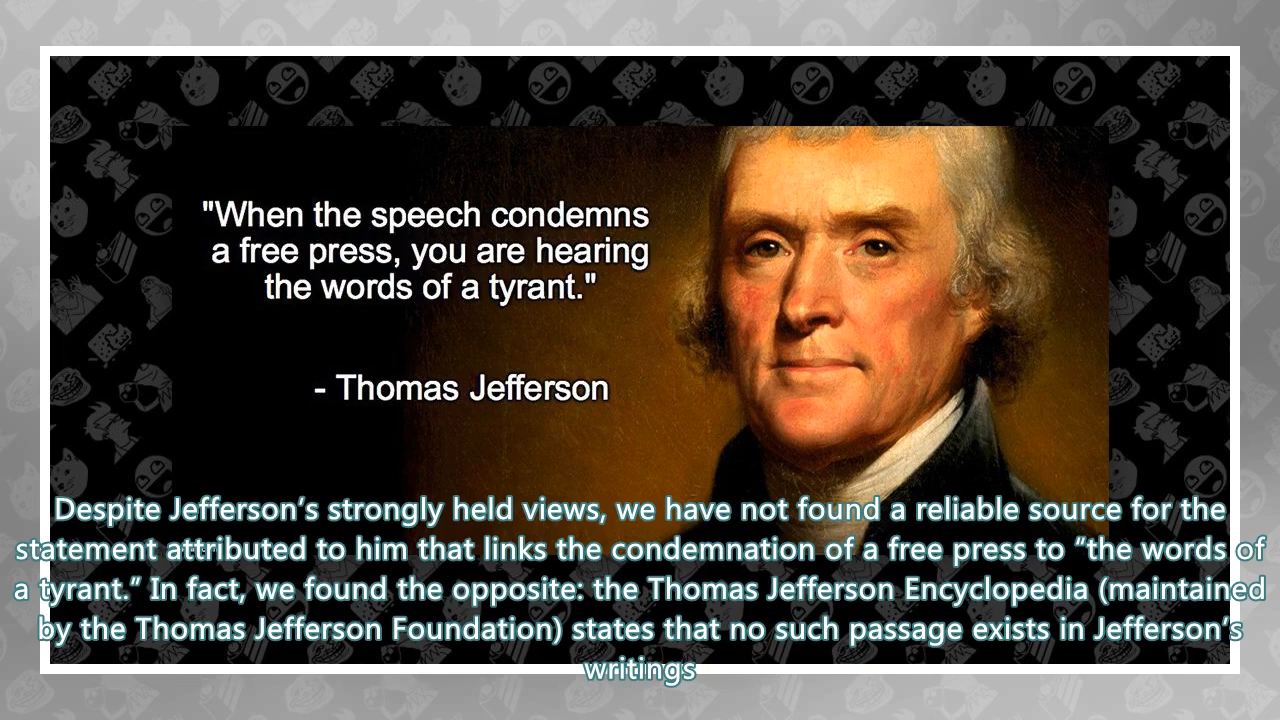 "When the speech condemns
a free press, you are hearing
the words of a tyrant."
- Thomas Jefferson
Despite Jefferson’s strongly held views, we have not found a reliable source for the
statement attributed to him that links the condemnation of a free press to “the words of
a tyrant.” In fact, we found the opposite: the Thomas Jefferson Encyclopedia (maintained
by the Thomas Jefferson Foundation) states that no such passage exists in Jefferson’s
writings